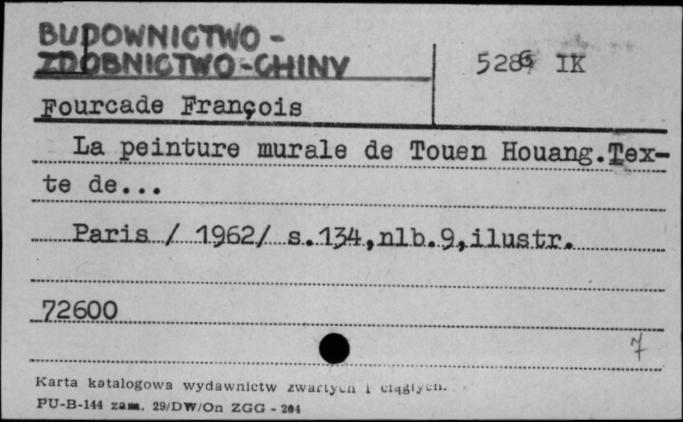 BUDOWNICTWO -
ZDOBNICTWO - CHINY
5286 IK
Fourcade François
La peinture murale de Touen Houang.Tex-
te de...
Paris / 1962/ s.134,nlb.9,ilustr.
72600
7
Karta katalogowa wydawnictw zwartych i ciągłych.
PU-B-144 zam. 29/DW/On ZGG - 204